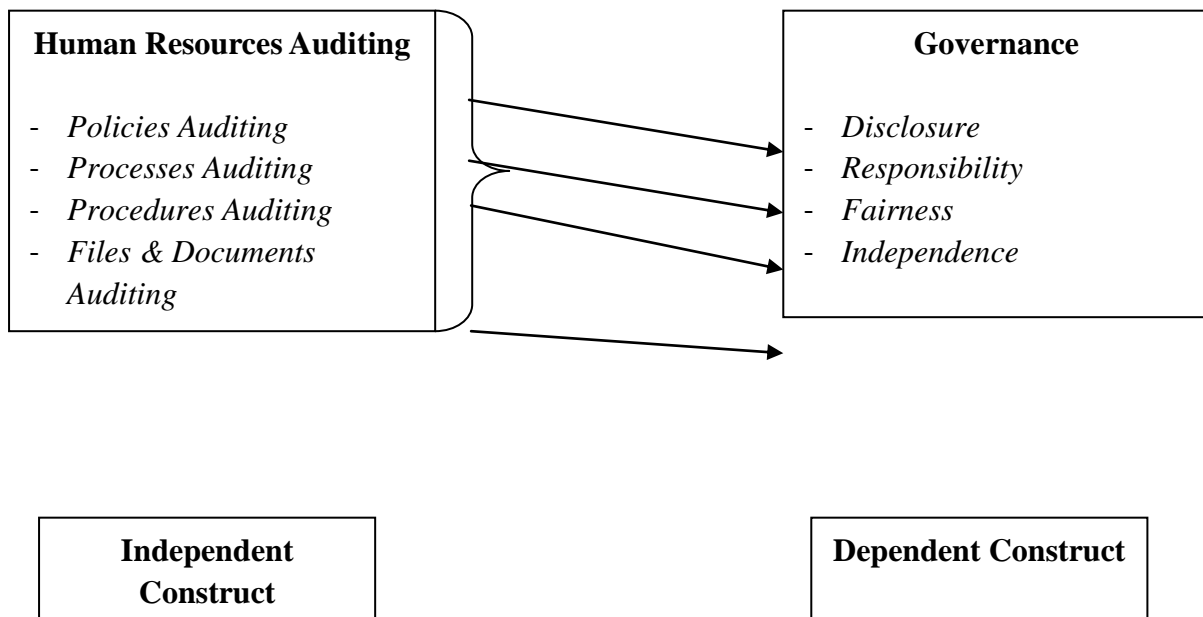 Human Resources Auditing
- Policies Auditing
- Processes Auditing
- Procedures Auditing
- Files & Documents
Auditing
Governance
- Disclosure
- Responsibility
- Fairness
- Independence
Independent
Construct
Dependent Construct